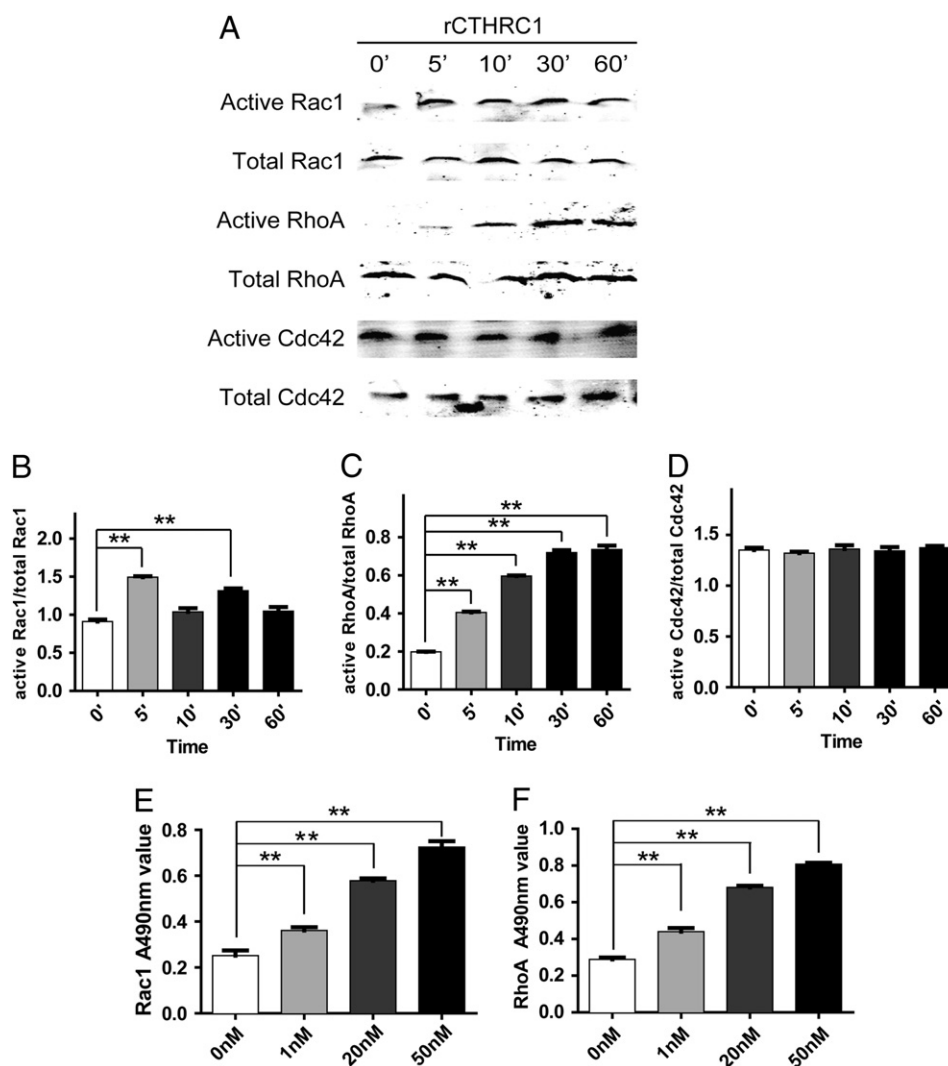 A
rCTHRC1
0' 5' 10' 30' 60'
Active Rac1
Total Rac1
Active RhoA
Total RhoA
Active Cdc42
Total Cdc42
B
active Rac1/total Rac1
2.0
1.5
1.0
0.5
0.0
**
**
0' 5' 10' 30' 60'
Time
C
active RhoA/total RhoA
0.8
0.6
0.4
0.2
0.0
**
**
**
**
0' 5' 10' 30' 60'
Time
D
active Cdc42/total Cdc42
1.5
1.0
0.5
0.0
0' 5' 10' 30' 60'
Time
E
Rac1 A490nm value
0.8
0.6
0.4
0.2
0.0
**
**
**
0nM 1nM 20nM 50nM
F
RhoA A490nm value
1.0
0.8
0.6
0.4
0.2
0.0
**
**
**
0nM 1nM 20nM 50nM